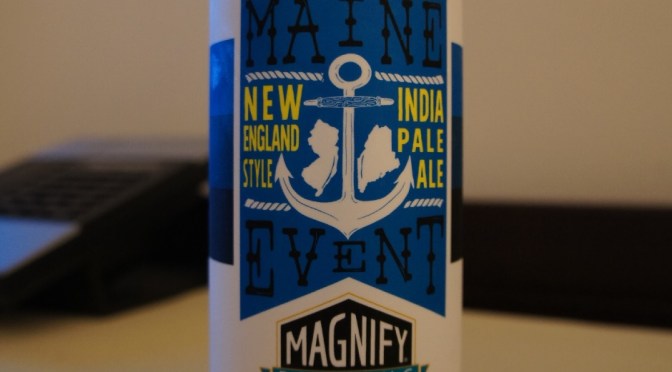 MAINE
NEW ENGLAND STYLE
INDIA PALE ALE
EVENT
MAGNIFY